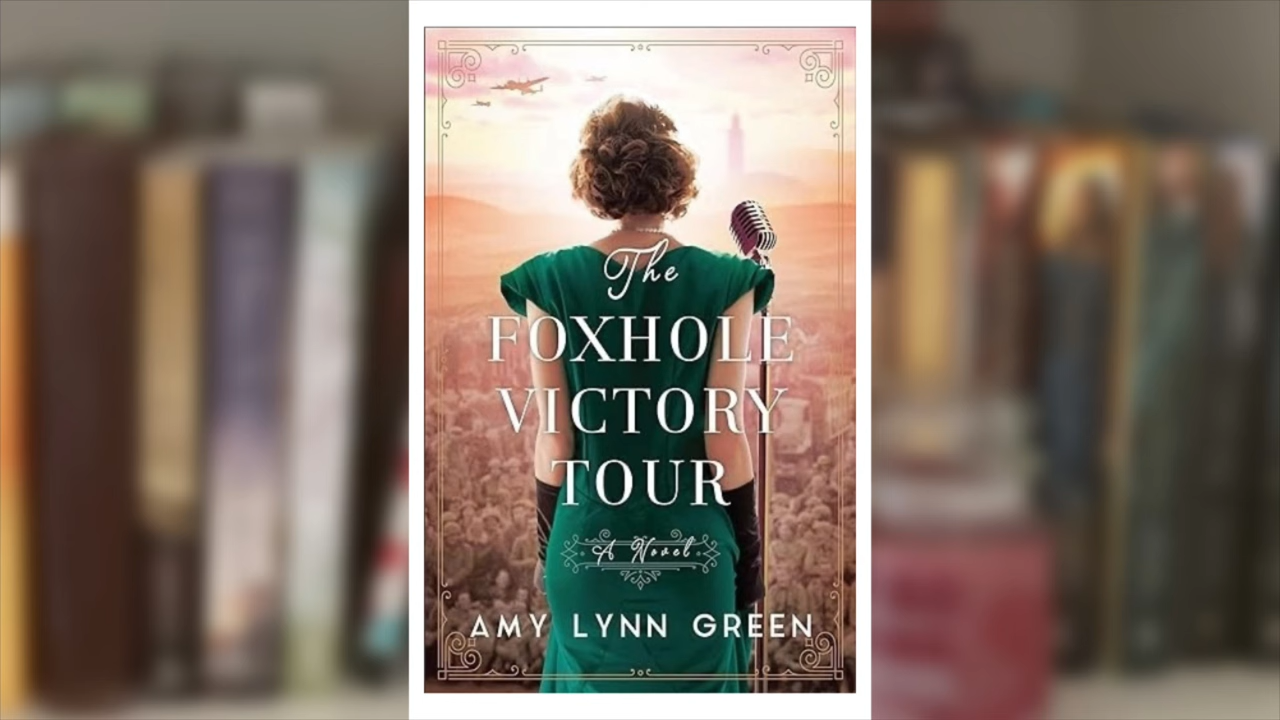 The
FOXHOLE
VICTORY
TOUR
A Novel
AMY LYNN GREEN